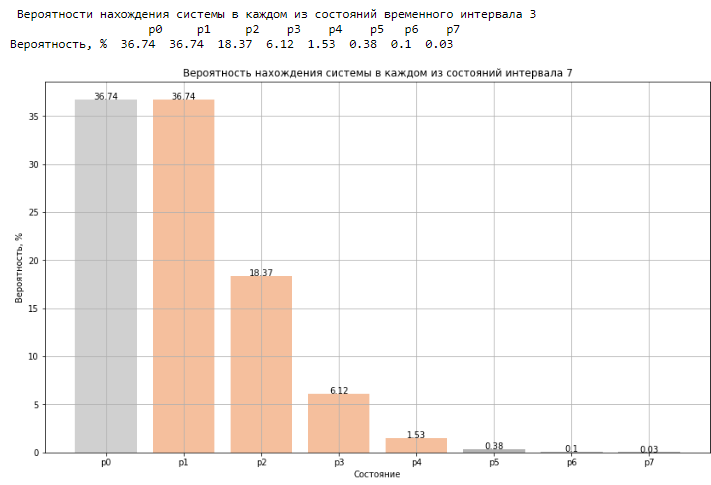 Вероятности нахождения системы в каждом из состояний временного интервала 3
p0 p1 p2 p3 p4 p5 p6 p7
Вероятность, % 36.74 36.74 18.37 6.12 1.53 0.38 0.1 0.03
Вероятность нахождения системы в каждом из состояний интервала 7
36.74 36.74
35
30
25
20
18.37
15
10
6.12
5
1.53
0.38 0.1 0.03
0
Вероятность, %
p0 p1 p2 p3 p4 p5 p6 p7
Состояние